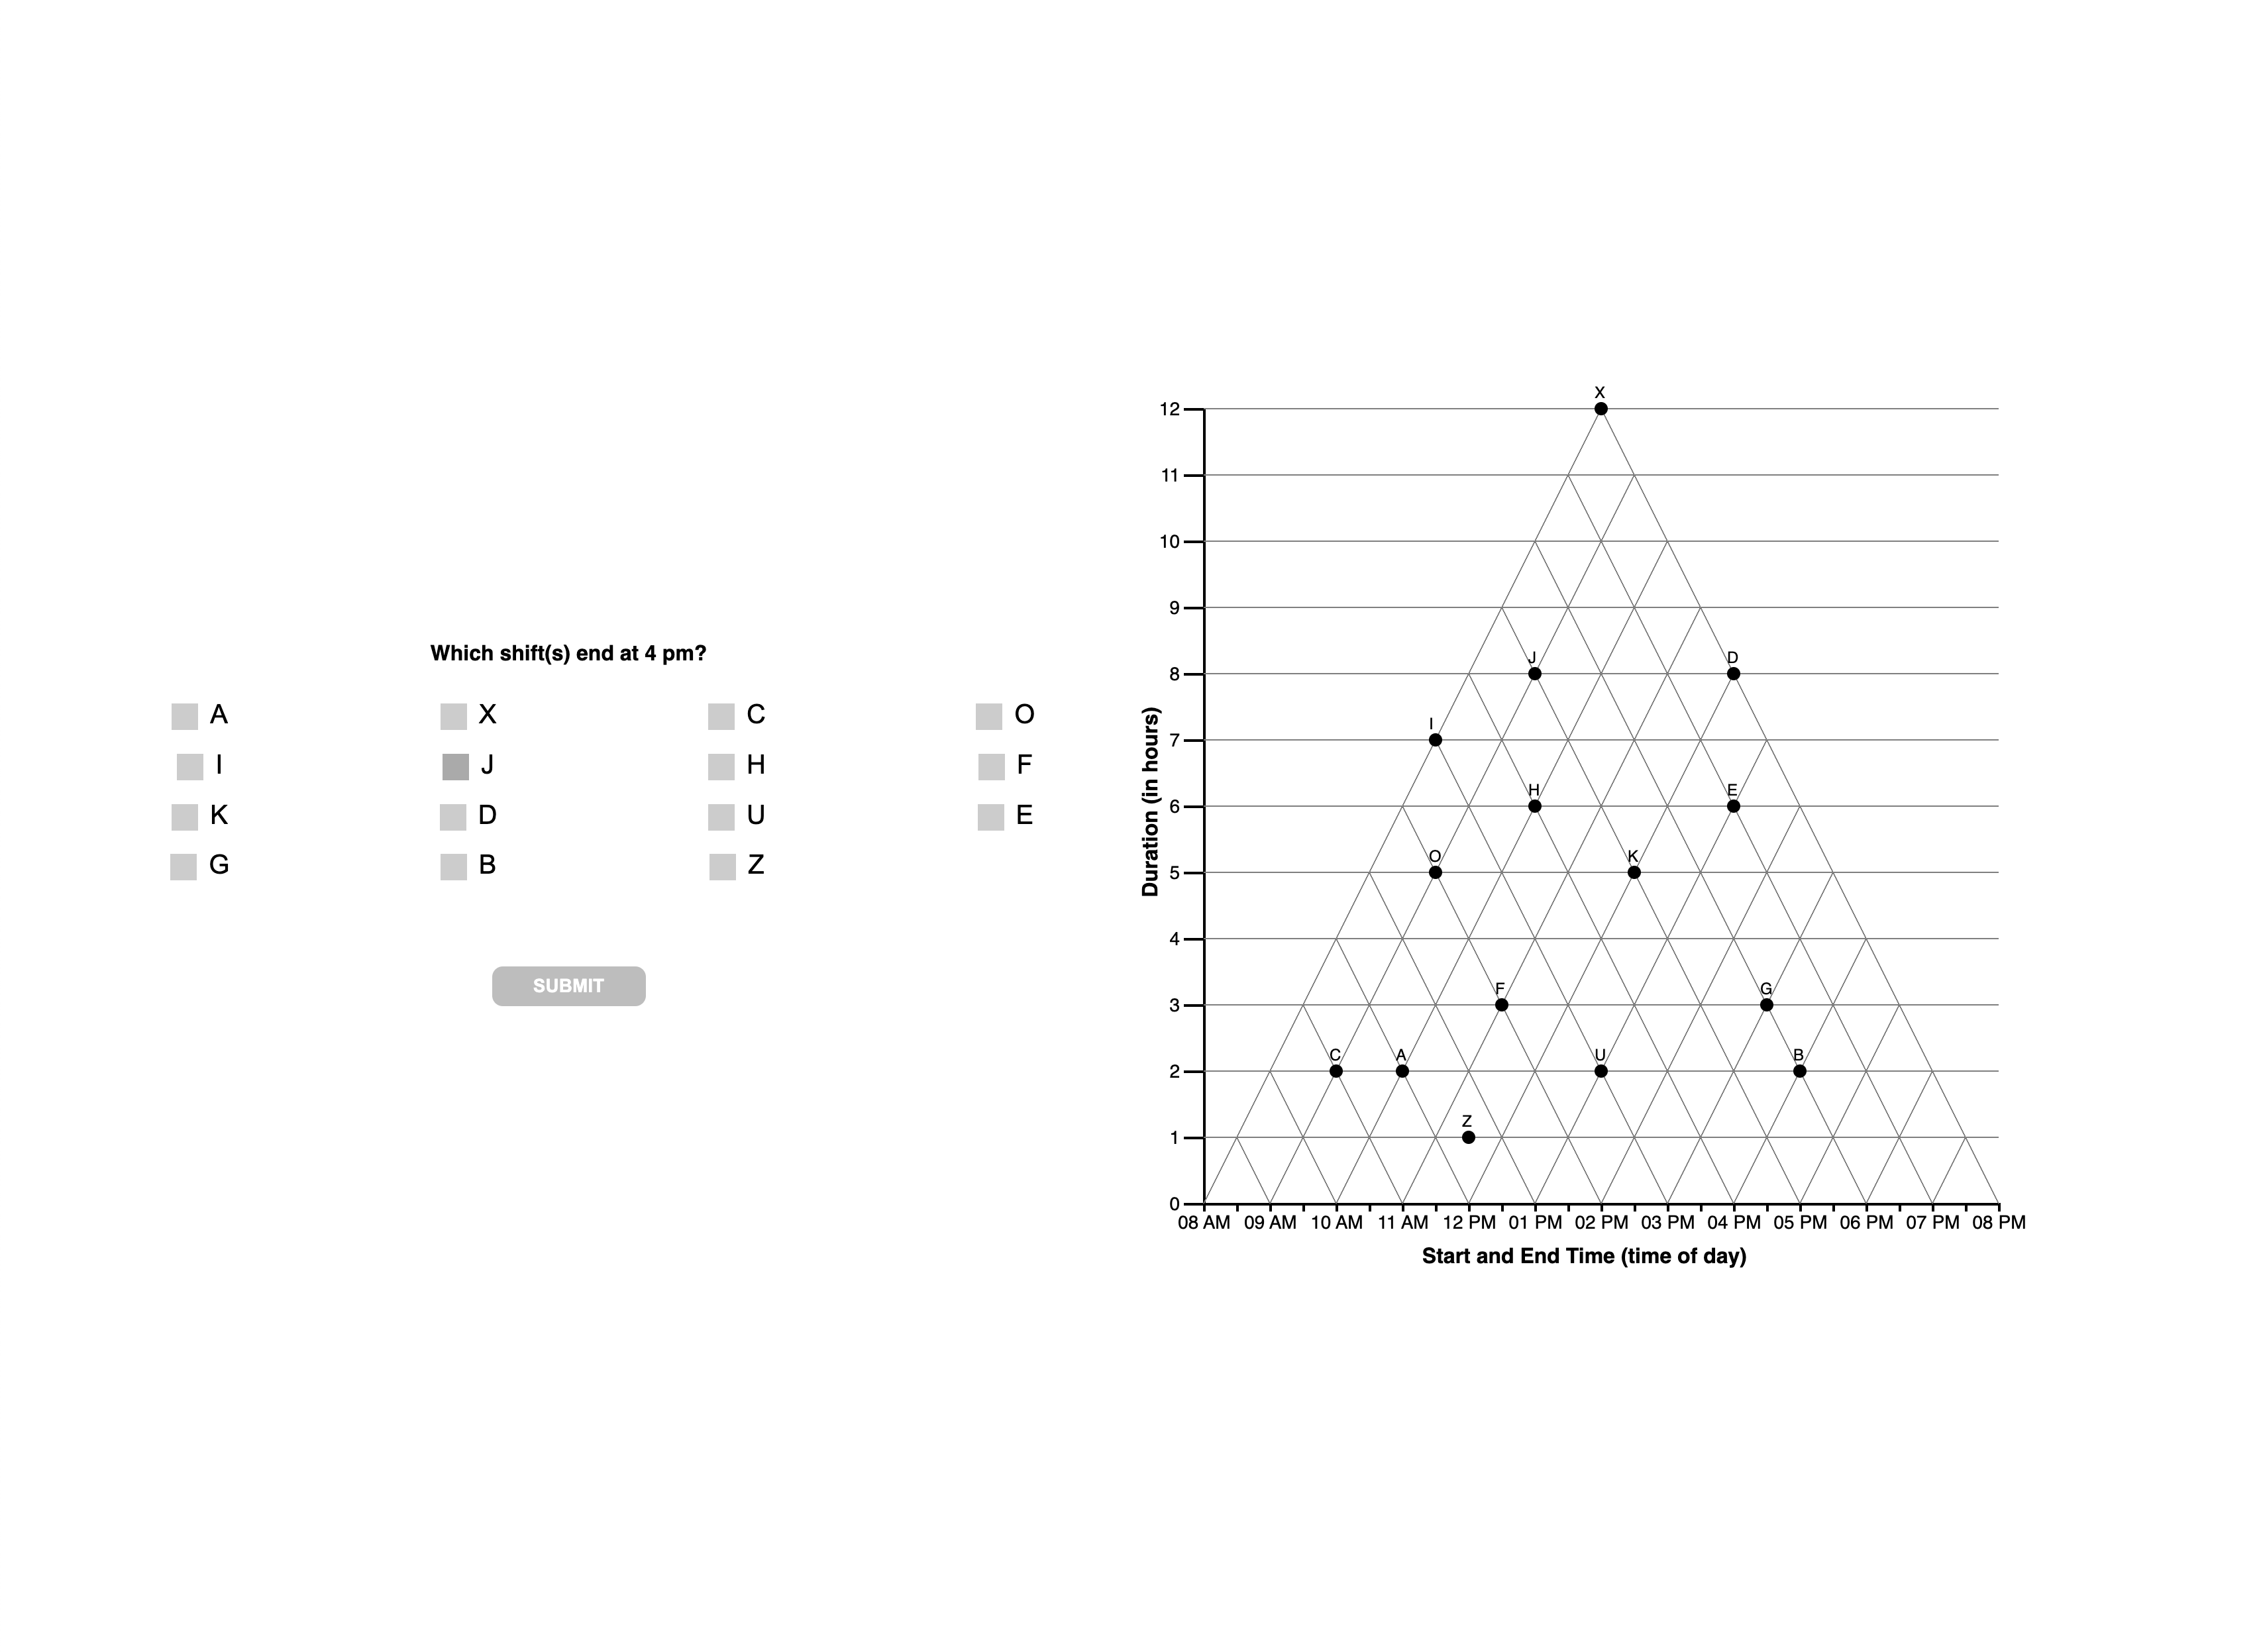 Which shift(s) end at 4 pm?
A X C O
I J H F
K D U E
G B Z
SUBMIT
X
12
11
10
9
J D
8
I
7
H E
6
O K
5
4
F G
3
C A U B
2
Z
1
0
08 AM 09 AM 10 AM 11 AM 12 PM 01 PM 02 PM 03 PM 04 PM 05 PM 06 PM 07 PM 08 PM
Duration (in hours)
Start and End Time (time of day)